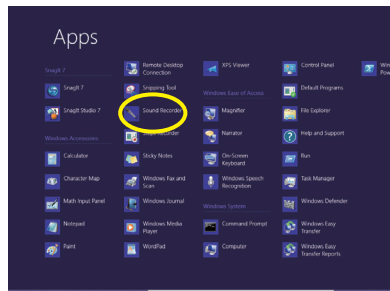 Apps
Snagit 7
Snagit 7
Snagit Studio 7
Windows Accessories
Calculator
Character Map
Math Input Panel
Notepad
Paint
Remote Desktop
Connection
Snipping Tool
Sound Recorder
Recorder
Sticky Notes
Windows Fax and
Scan
Windows Journal
Windows Media
Player
WordPad
XPS Viewer
Windows Ease of Access
Magnifier
Narrator
On-Screen
Keyboard
Windows Speech
Recognition
Windows System
Command Prompt
Computer
Control Panel
Default Programs
File Explorer
Help and Support
Run
Task Manager
Windows Defender
Windows Easy
Transfer
Windows Easy
Transfer Reports
Win
Pow